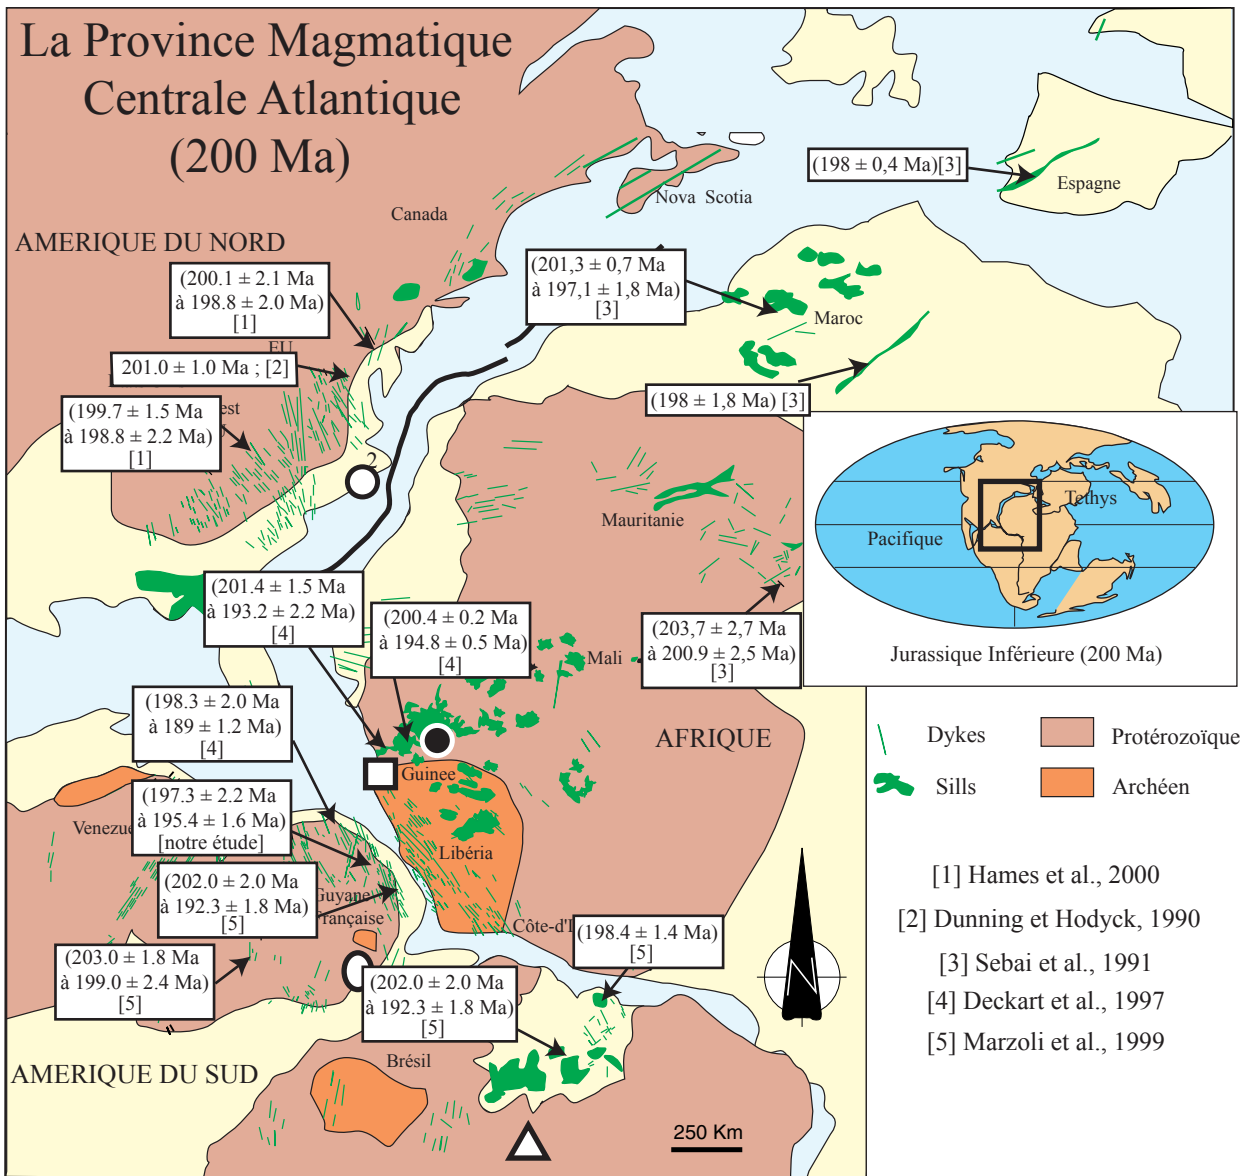 La Province Magmatique
Centrale Atlantique
(200 Ma)
(198 ± 0,4 Ma)[3]
Espagne
Nova Scotia
Canada
AMÉRIQUE DU NORD
(200.1 ± 2.1 Ma
à 198.8 ± 2.0 Ma)
[1]
(201,3 ± 0,7 Ma
à 197,1 ± 1,8 Ma)
[3]
Maroc
EU
201.0 ± 1.0 Ma ; [2]
(198 ± 1,8 Ma) [3]
(199.7 ± 1.5 Ma
à 198.8 ± 2.2 Ma)
[1]
est
2
Mauritanie
Tethys
Pacifique
Jurassique Inférieure (200 Ma)
(201.4 ± 1.5 Ma
à 193.2 ± 2.2 Ma)
[4]
(200.4 ± 0.2 Ma
à 194.8 ± 0.5 Ma)
[4]
Mali
(203,7 ± 2,7 Ma
à 200.9 ± 2,5 Ma)
[3]
(198.3 ± 2.0 Ma
à 189 ± 1.2 Ma)
[4]
AFRIQUE
Guinee
Dykes
Protérozoïque
Sills
Archéen
(197.3 ± 2.2 Ma
à 195.4 ± 1.6 Ma)
[notre étude]
Venezue
Libéria
(202.0 ± 2.0 Ma
à 192.3 ± 1.8 Ma)
[5]
Guyane
Française
Côte-d'I
(198.4 ± 1.4 Ma)
[5]
(203.0 ± 1.8 Ma
à 199.0 ± 2.4 Ma)
[5]
(202.0 ± 2.0 Ma
à 192.3 ± 1.8 Ma)
[5]
N
[1] Hames et al., 2000
[2] Dunning et Hodyck, 1990
[3] Sebai et al., 1991
[4] Deckart et al., 1997
[5] Marzoli et al., 1999
Brésil
AMERIQUE DU SUD
250 Km